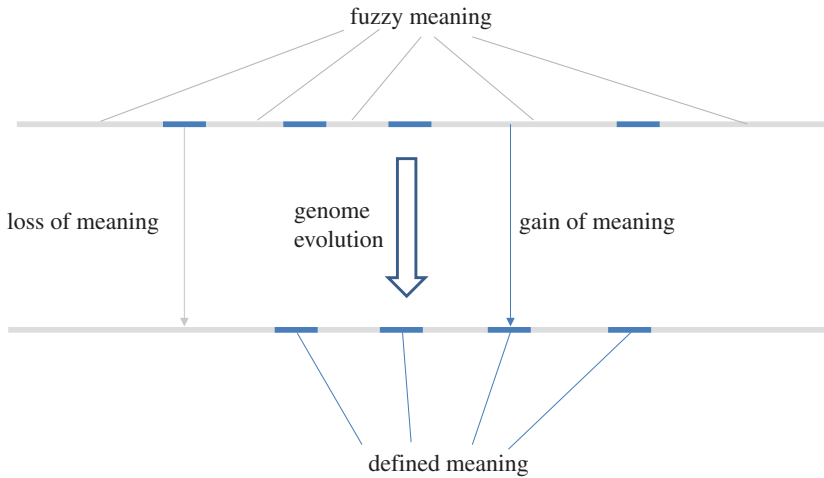 fuzzy meaning
loss of meaning
genome
evolution
gain of meaning
defined meaning